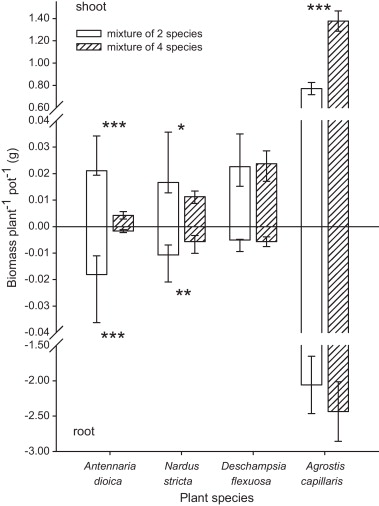 shoot
mixture of 2 species
mixture of 4 species
1.40
1.20
1.00
0.80
0.60
0.04
0.03
0.02
0.01
0.00
-0.01
-0.02
-0.03
-0.04
-1.50
-2.00
-2.50
-3.00
Biomass plant⁻¹ pot⁻¹ (g)
***
***
*
**
***
root
Antennaria dioica
Nardus stricta
Deschampsia flexuosa
Agrostis capillaris
Plant species